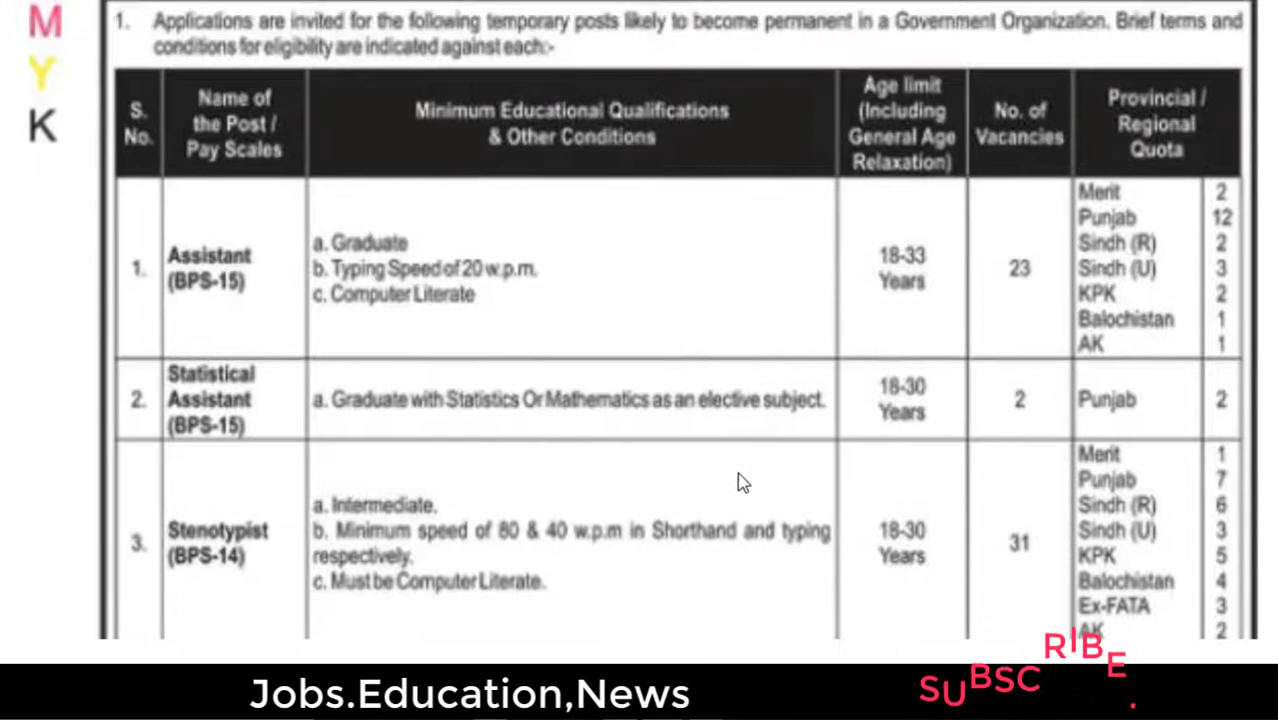 M
Y
K
1. Applications are invited for the following temporary posts likely to become permanent in a Government Organization. Brief terms and
conditions for eligibility are indicated against each:-
S. No.
Name of the Post / Pay Scales
Minimum Educational Qualifications & Other Conditions
Age limit (Including General Age Relaxation)
No. of Vacancies
Provincial / Regional Quota
1.
Assistant
(BPS-15)
a. Graduate
b. Typing Speed of 20 w.p.m.
c. Computer Literate
18-33
Years
23
Merit 2
Punjab 12
Sindh (R) 2
Sindh (U) 3
KPK 2
Balochistan 1
AK 1
2.
Statistical
Assistant
(BPS-15)
a. Graduate with Statistics Or Mathematics as an elective subject.
18-30
Years
2
Punjab 2
3.
Stenotypist
(BPS-14)
a. Intermediate.
b. Minimum speed of 80 & 40 w.p.m in Shorthand and typing
respectively.
c. Must be Computer Literate.
18-30
Years
31
Merit 1
Punjab 7
Sindh (R) 6
Sindh (U) 3
KPK 5
Balochistan 4
Ex-FATA 3
AK 2
Jobs.Education,News
SUBSCRIBE.